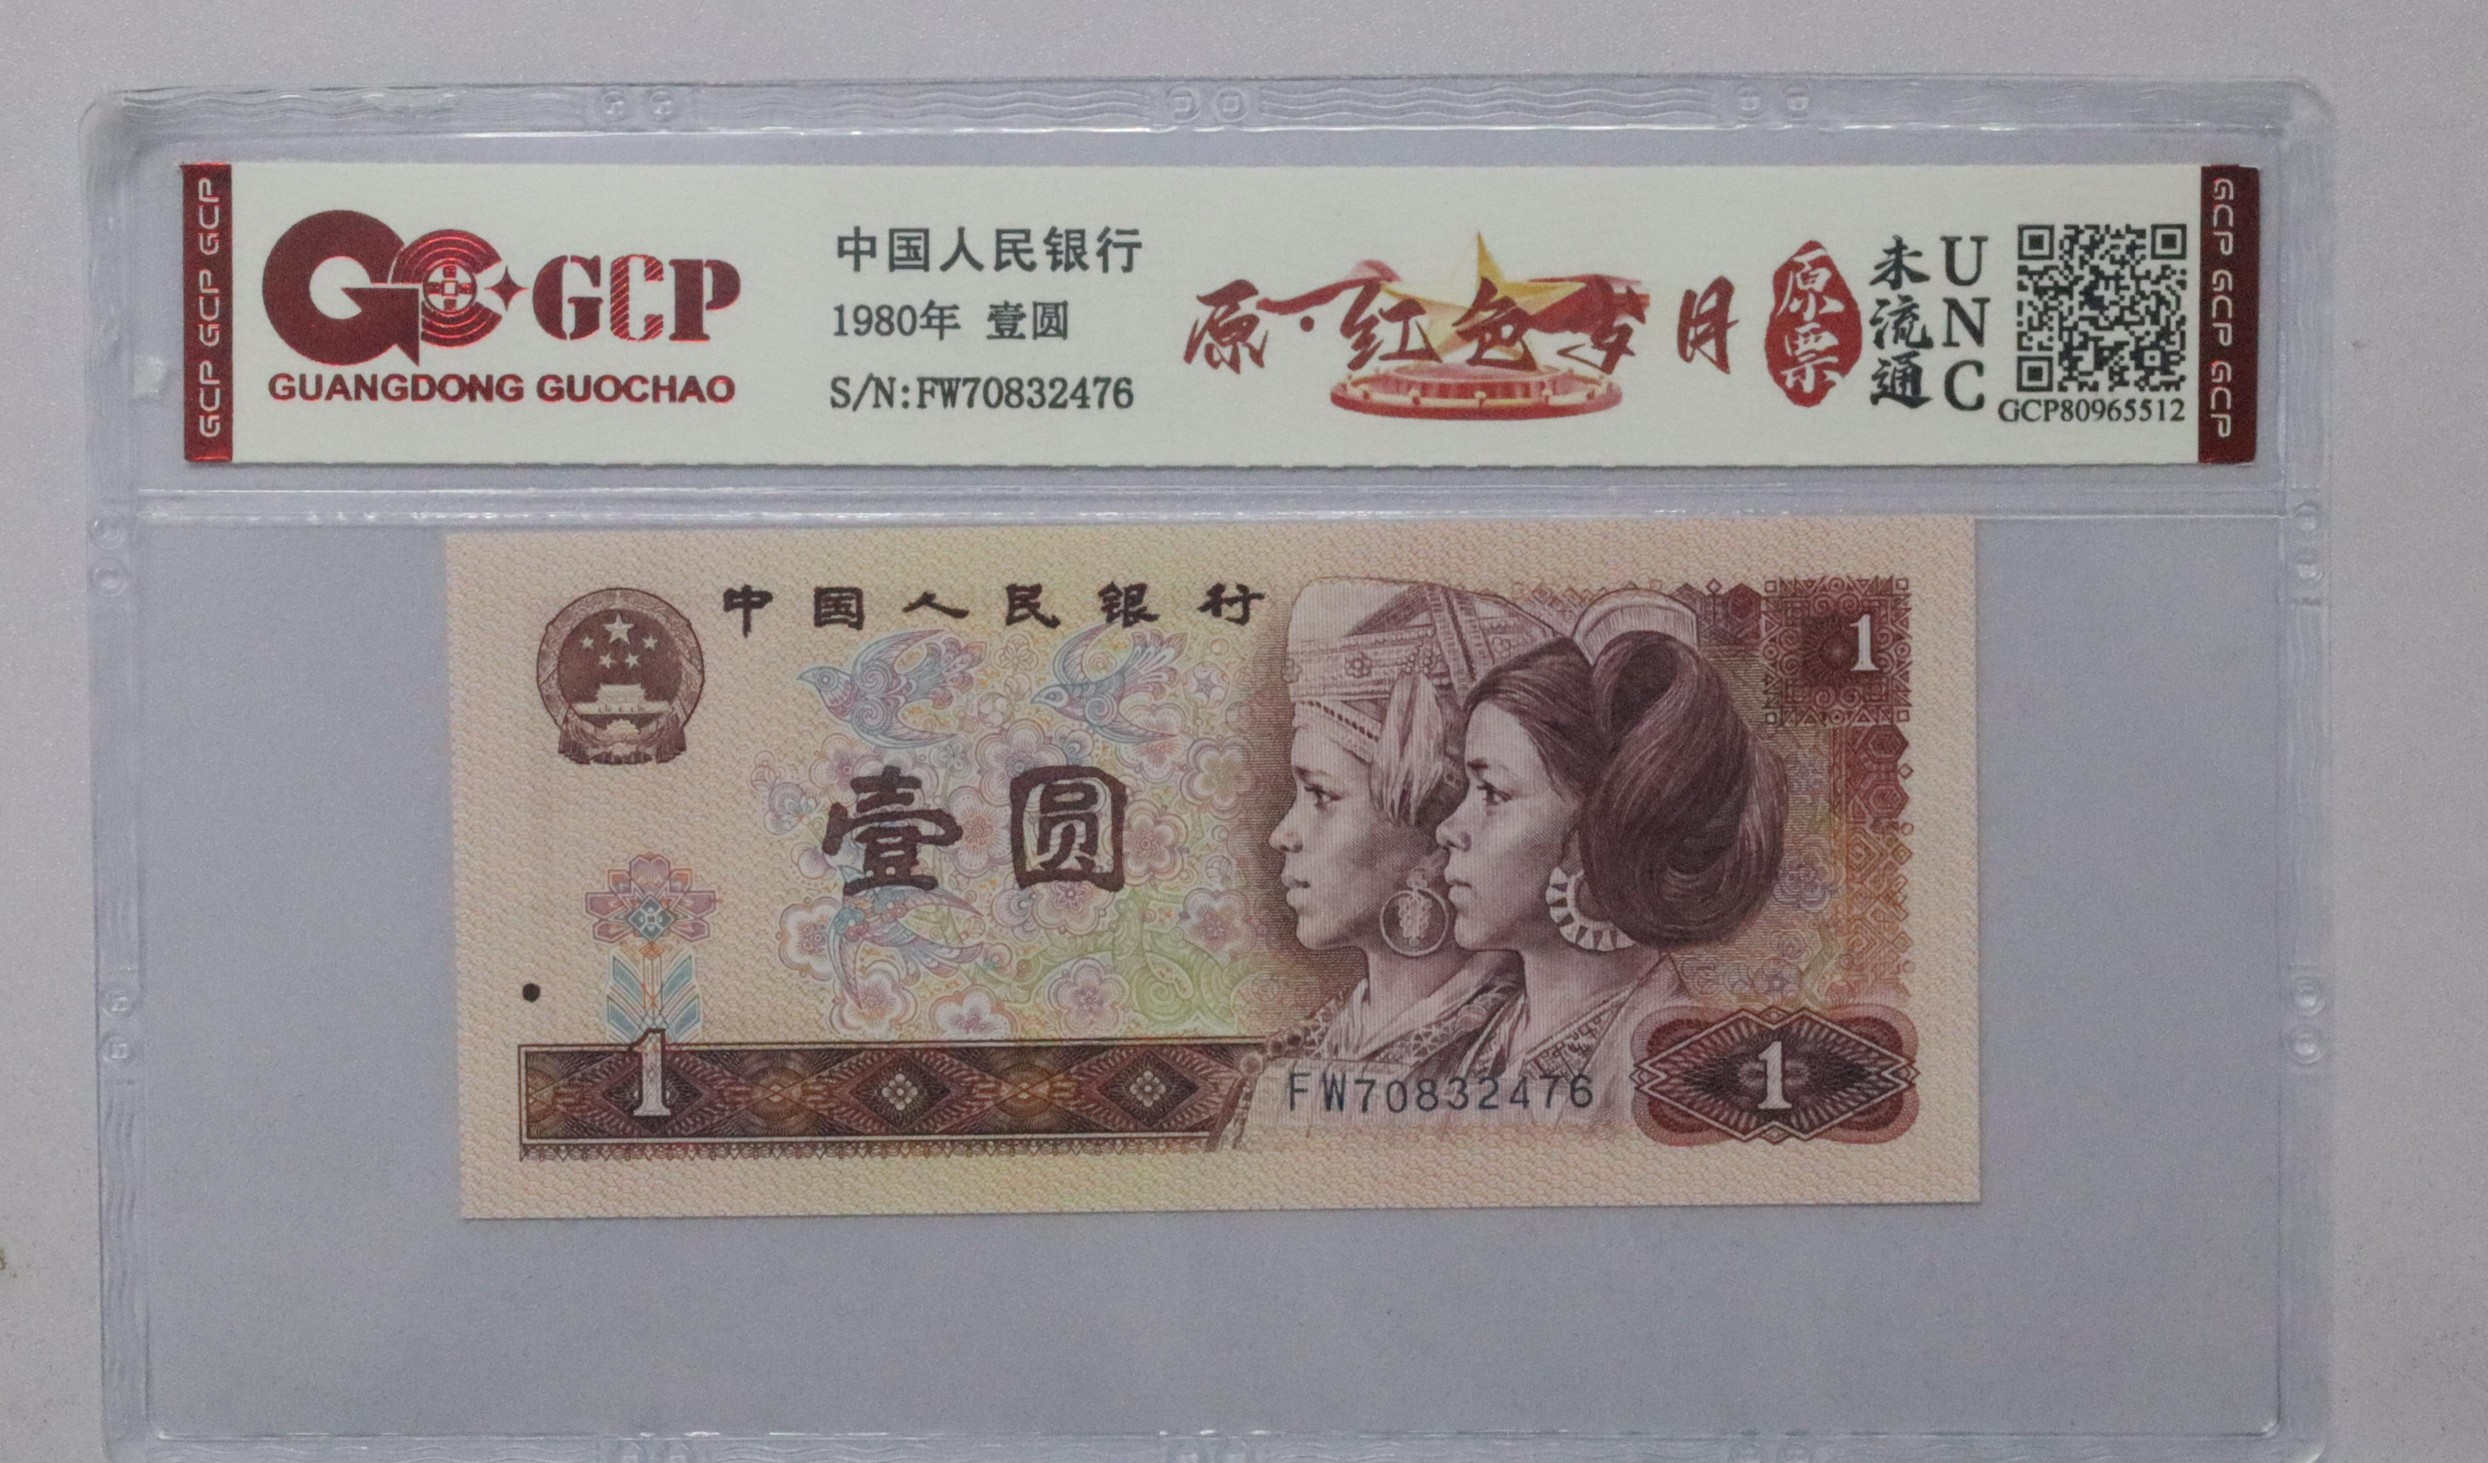 GCP GCP GCP
GCP
GUANGDONG GUOCHAO
中国人民银行
1980年 壹圆
S/N:FW70832476
原·红色岁月
原票
未流通
UNC
GCP80965512
GCP GCP GCP
中国人民银行
1
壹圆
1
FW70832476
1